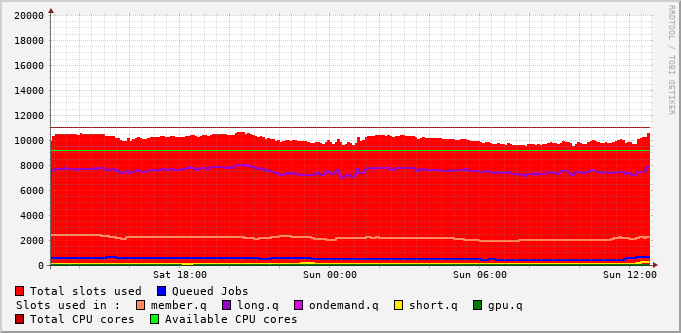 RRDTOOL / TOBI OETIKER
20000
18000
16000
14000
12000
10000
8000
6000
4000
2000
0
Sat 18:00 Sun 00:00 Sun 06:00 Sun 12:00
Total slots used Queued Jobs
Slots used in : member.q long.q ondemand.q short.q gpu.q
Total CPU cores Available CPU cores